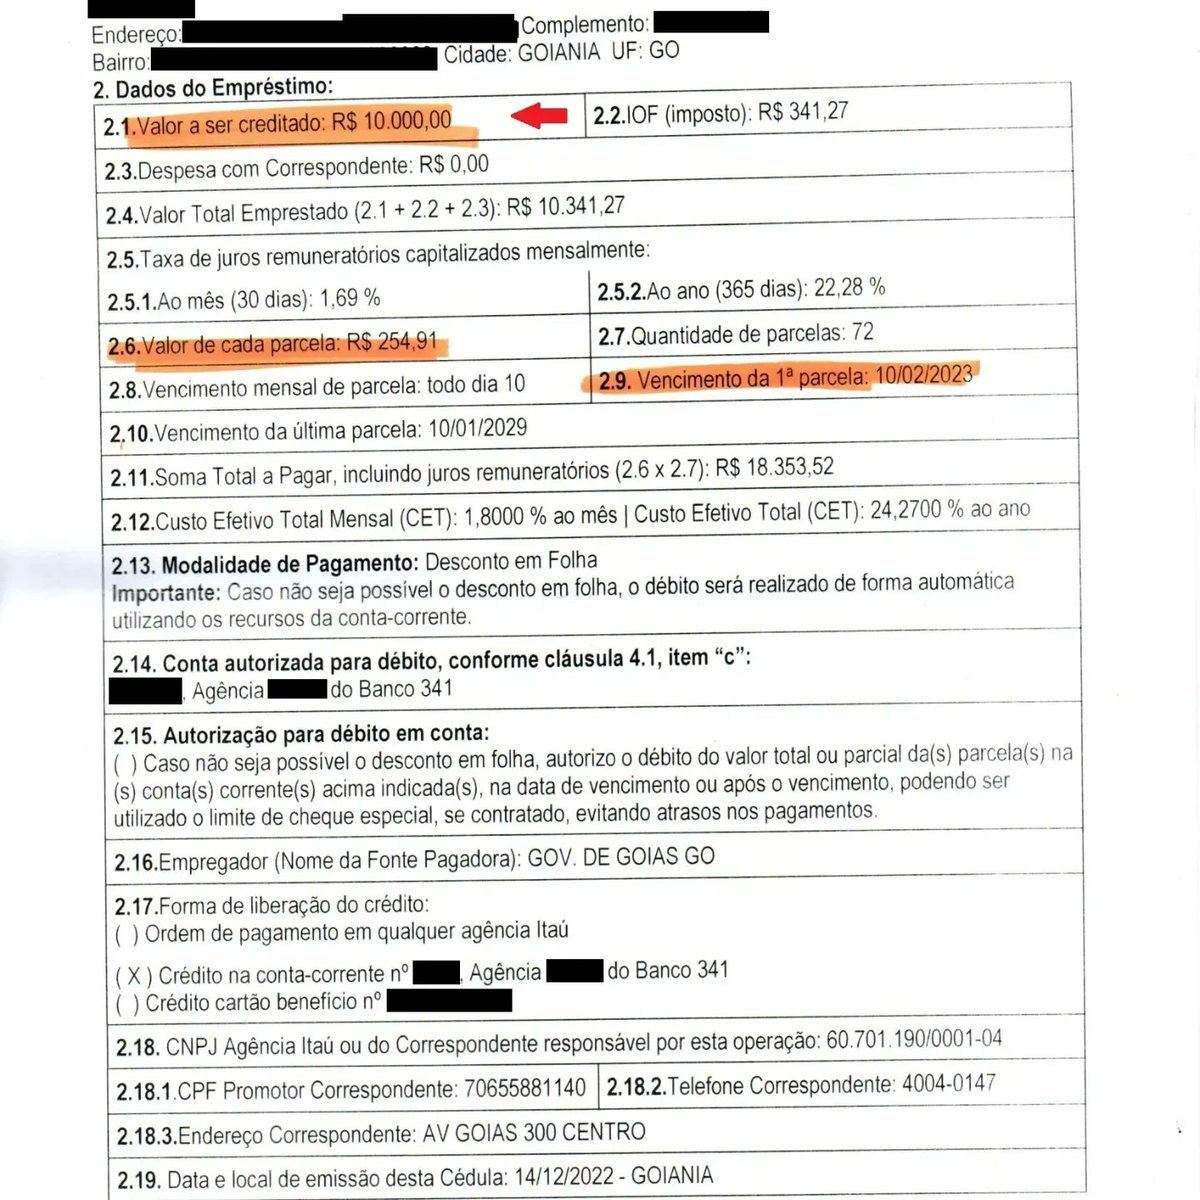 Endereço: Complemento:
Bairro: Cidade: GOIANIA UF: GO
2. Dados do Empréstimo:
2.1.Valor a ser creditado: R$ 10.000,00 2.2.IOF (imposto): R$ 341,27
2.3.Despesa com Correspondente: R$ 0,00
2.4.Valor Total Emprestado (2.1 + 2.2 + 2.3): R$ 10.341,27
2.5.Taxa de juros remuneratórios capitalizados mensalmente:
2.5.1.Ao mês (30 dias): 1,69 % 2.5.2.Ao ano (365 dias): 22,28 %
2.6.Valor de cada parcela: R$ 254,91 2.7.Quantidade de parcelas: 72
2.8.Vencimento mensal de parcela: todo dia 10 2.9. Vencimento da 1ª parcela: 10/02/2023
2.10.Vencimento da última parcela: 10/01/2029
2.11.Soma Total a Pagar, incluindo juros remuneratórios (2.6 x 2.7): R$ 18.353,52
2.12.Custo Efetivo Total Mensal (CET): 1,8000 % ao mês | Custo Efetivo Total (CET): 24,2700 % ao ano
2.13. Modalidade de Pagamento: Desconto em Folha
Importante: Caso não seja possível o desconto em folha, o débito será realizado de forma automática
utilizando os recursos da conta-corrente.
2.14. Conta autorizada para débito, conforme cláusula 4.1, item “c”:
, Agência do Banco 341
2.15. Autorização para débito em conta:
( ) Caso não seja possível o desconto em folha, autorizo o débito do valor total ou parcial da(s) parcela(s) na
(s) conta(s) corrente(s) acima indicada(s), na data de vencimento ou após o vencimento, podendo ser
utilizado o limite de cheque especial, se contratado, evitando atrasos nos pagamentos.
2.16.Empregador (Nome da Fonte Pagadora): GOV. DE GOIAS GO
2.17.Forma de liberação do crédito:
( ) Ordem de pagamento em qualquer agência Itaú
( X ) Crédito na conta-corrente nº , Agência do Banco 341
( ) Crédito cartão benefício nº
2.18. CNPJ Agência Itaú ou do Correspondente responsável por esta operação: 60.701.190/0001-04
2.18.1.CPF Promotor Correspondente: 70655881140 2.18.2.Telefone Correspondente: 4004-0147
2.18.3.Endereço Correspondente: AV GOIAS 300 CENTRO
2.19. Data e local de emissão desta Cédula: 14/12/2022 - GOIANIA